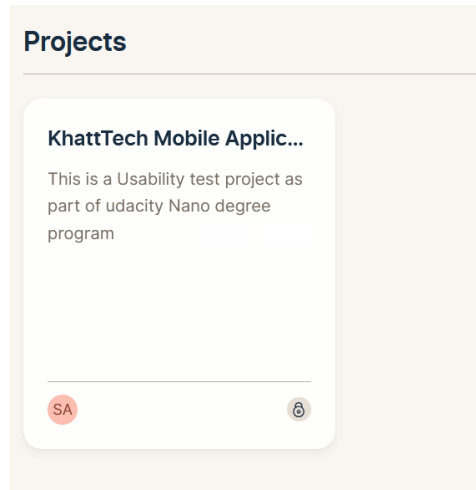 Projects
KhattTech Mobile Applic...
This is a Usability test project as
part of udacity Nano degree
program
SA